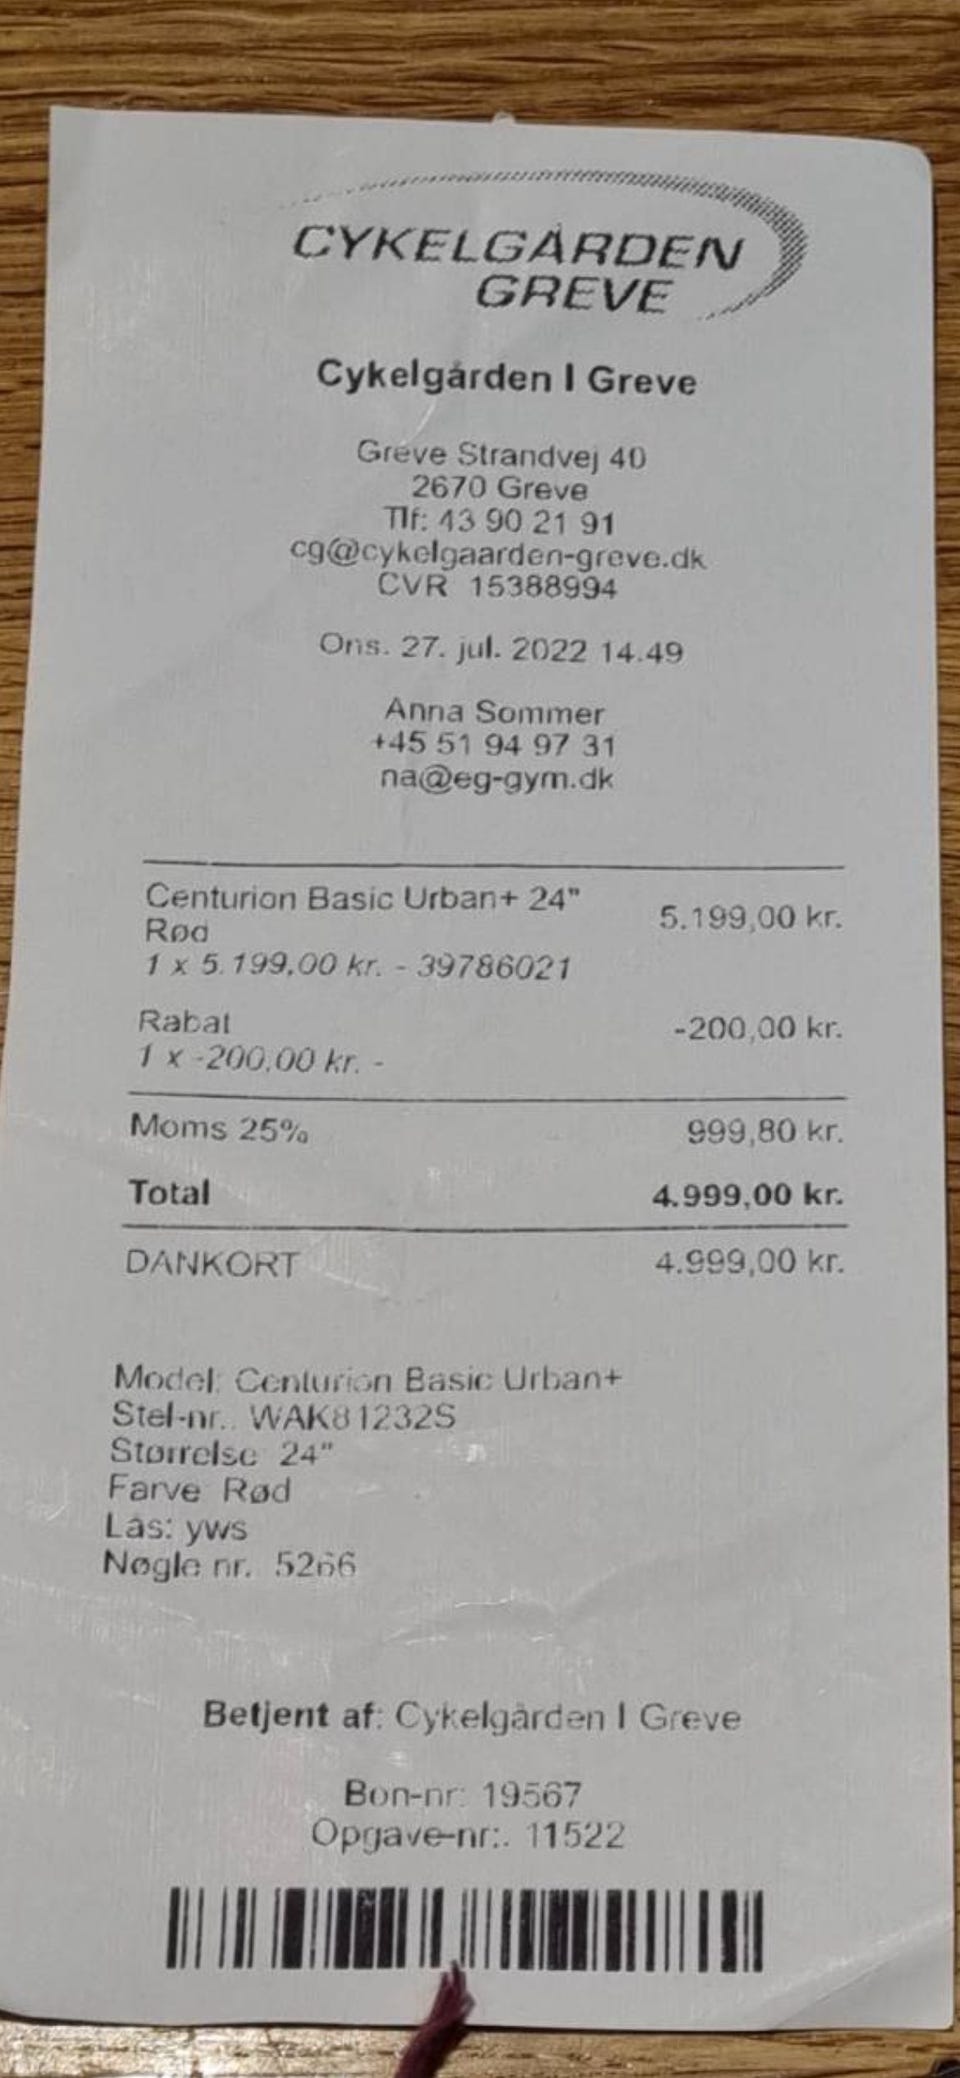 CYKELGÅRDEN
GREVE
Cykelgården I Greve
Greve Strandvej 40
2670 Greve
Tlf: 43 90 21 91
cg@cykelgaarden-greve.dk
CVR 15388994
Ons. 27. jul. 2022 14.49
Anna Sommer
+45 51 94 97 31
na@eg-gym.dk
Centurion Basic Urban+ 24" 5.199,00 kr.
Rød
1 x 5.199,00 kr. - 39786021
Rabat -200,00 kr.
1 x -200,00 kr. -
Moms 25% 999,80 kr.
Total 4.999,00 kr.
DANKORT 4.999,00 kr.
Model: Centurion Basic Urban+
Stel-nr.. WAK81232S
Størrelse 24"
Farve Rød
Lås: yws
Nøgle nr. 5266
Betjent af: Cykelgården I Greve
Bon-nr: 19567
Opgave-nr:. 11522